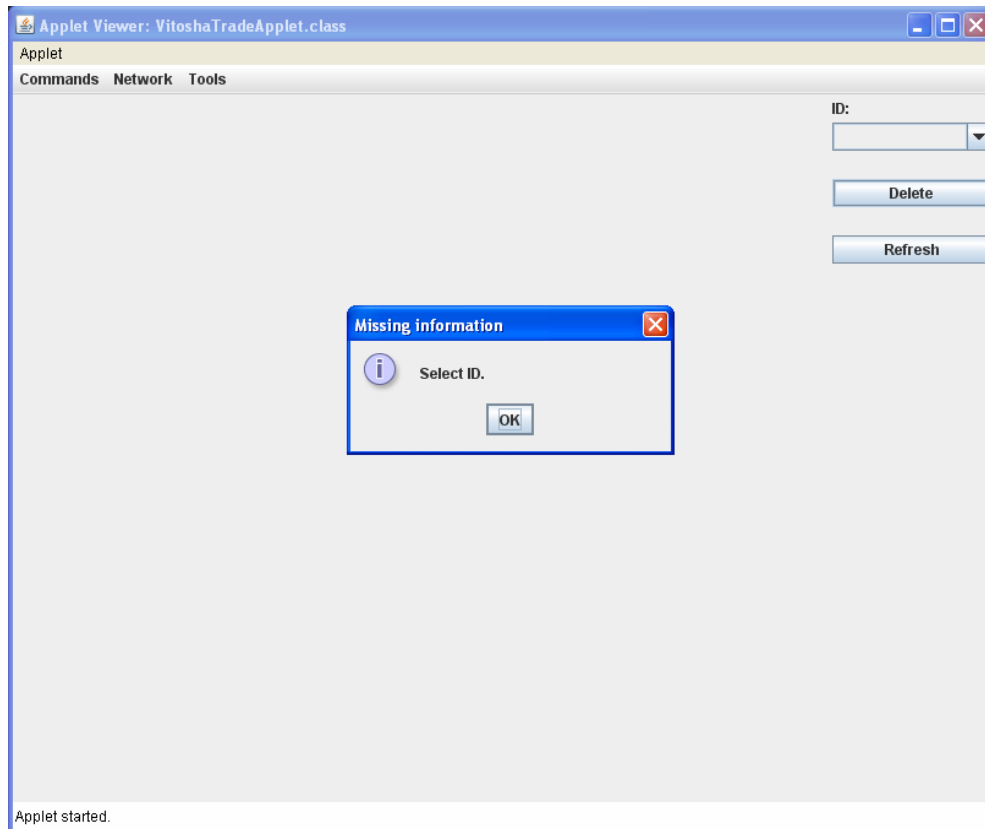 Applet Viewer: VitoshaTradeApplet.class
Applet
Commands Network Tools
ID:
Delete
Refresh
Missing information
Select ID.
OK
Applet started.